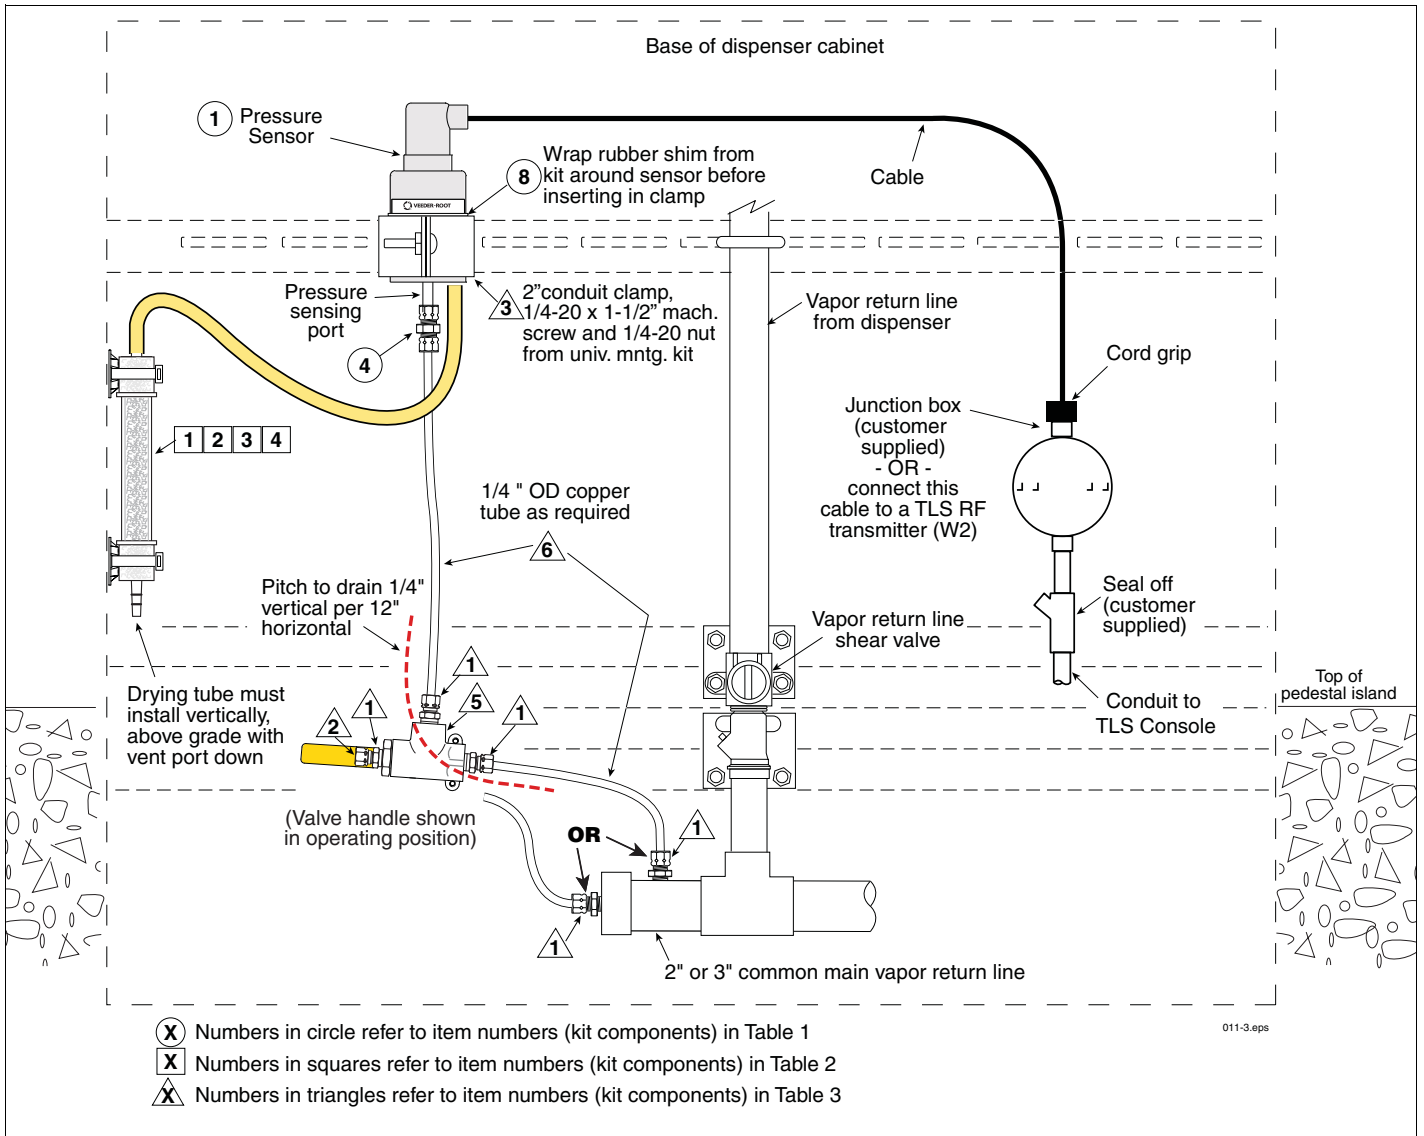 Base of dispenser cabinet
1 Pressure
Sensor
VEEDER-ROOT
8
Wrap rubber shim from
kit around sensor before
inserting in clamp
Cable
Pressure
sensing
port
4
3
2”conduit clamp,
1/4-20 x 1-1/2” mach.
screw and 1/4-20 nut
from univ. mntg. kit
Vapor return line
from dispenser
Cord grip
Junction box
(customer
supplied)
- OR -
connect this
cable to a TLS RF
transmitter (W2)
1 2 3 4
1/4 " OD copper
tube as required
6
Pitch to drain 1/4"
vertical per 12"
horizontal
Seal off
(customer
supplied)
Vapor return line
shear valve
Drying tube must
install vertically,
above grade with
vent port down
1
5
1
2
1
Conduit to
TLS Console
Top of
pedestal island
(Valve handle shown
in operating position)
OR
1
1
2" or 3" common main vapor return line
X Numbers in circle refer to item numbers (kit components) in Table 1
X Numbers in squares refer to item numbers (kit components) in Table 2
X Numbers in triangles refer to item numbers (kit components) in Table 3
011-3.eps